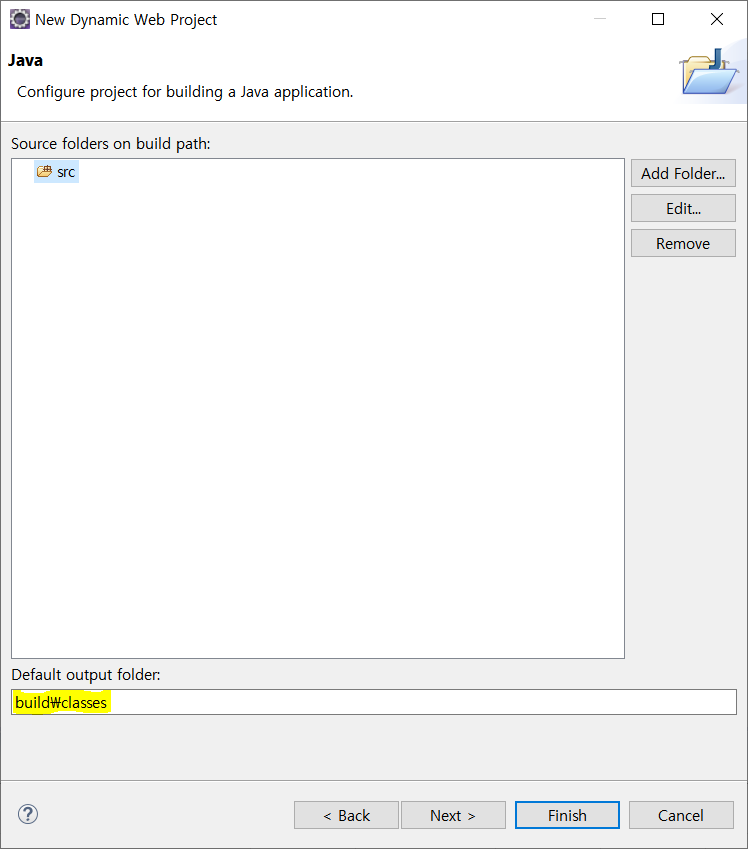 New Dynamic Web Project
Java
Configure project for building a Java application.
Source folders on build path:
src
Add Folder...
Edit...
Remove
Default output folder:
build₩classes
?
< Back
Next >
Finish
Cancel